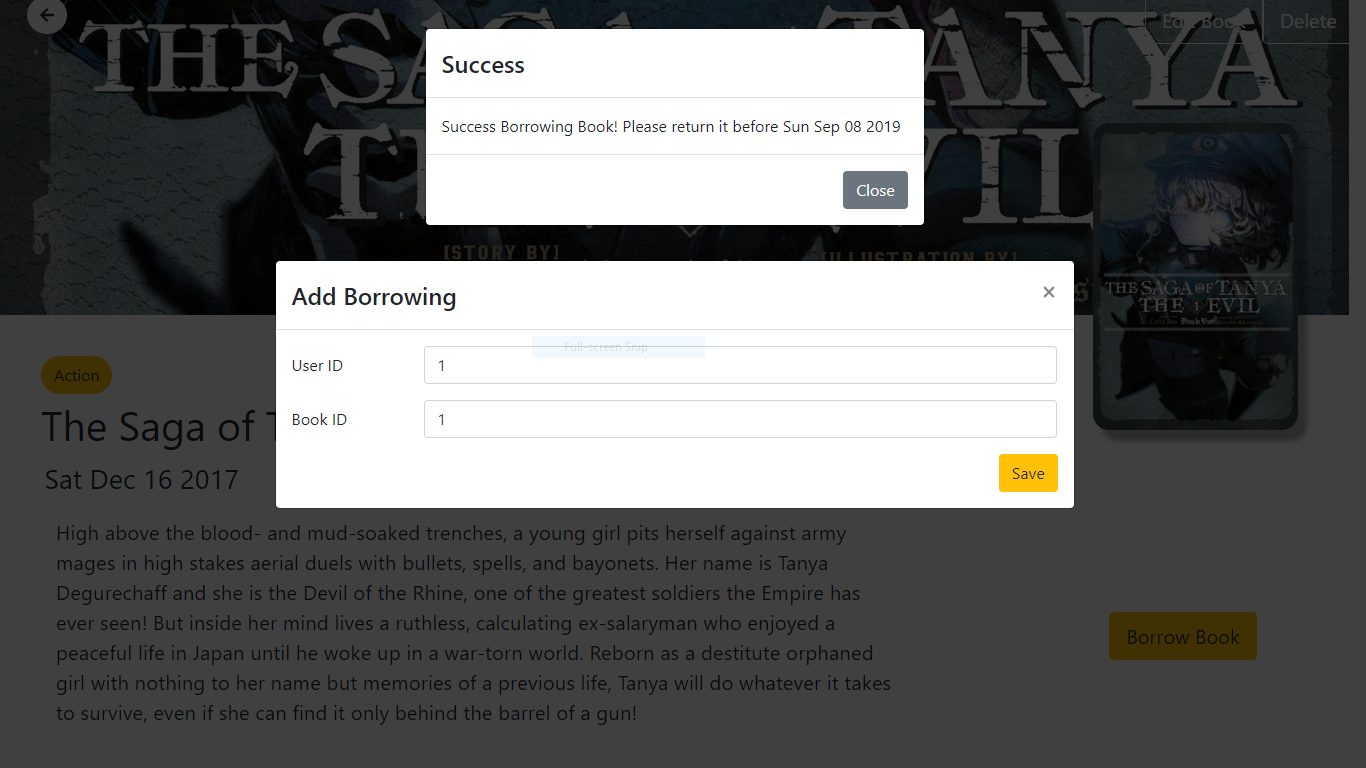 THE SAGA OF TANYA
THE EVIL
Edit Book
Delete
Success
Success Borrowing Book! Please return it before Sun Sep 08 2019
Close
[STORY BY]
[ILLUSTRATION BY]
Add Borrowing
×
Full-screen Snip
User ID
1
Book ID
1
Save
THE SAGA OF TANYA
THE EVIL
Action
The Saga of T
Sat Dec 16 2017
High above the blood- and mud-soaked trenches, a young girl pits herself against army
mages in high stakes aerial duels with bullets, spells, and bayonets. Her name is Tanya
Degurechaff and she is the Devil of the Rhine, one of the greatest soldiers the Empire has
ever seen! But inside her mind lives a ruthless, calculating ex-salaryman who enjoyed a
peaceful life in Japan until he woke up in a war-torn world. Reborn as a destitute orphaned
girl with nothing to her name but memories of a previous life, Tanya will do whatever it takes
to survive, even if she can find it only behind the barrel of a gun!
Borrow Book